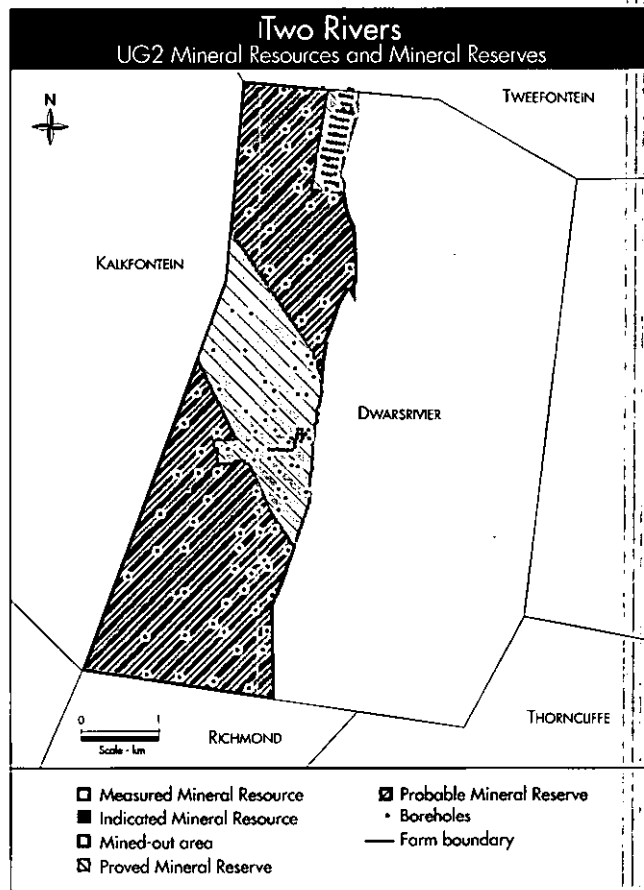 Two Rivers
UG2 Mineral Resources and Mineral Reserves
N
TWEEFONTEIN
KALKFONTEIN
DWARSRIVIER
0 1
Scale - km
RICHMOND
THORNCLIFFE
Measured Mineral Resource
Indicated Mineral Resource
Mined-out area
Proved Mineral Reserve
Probable Mineral Reserve
Boreholes
Farm boundary